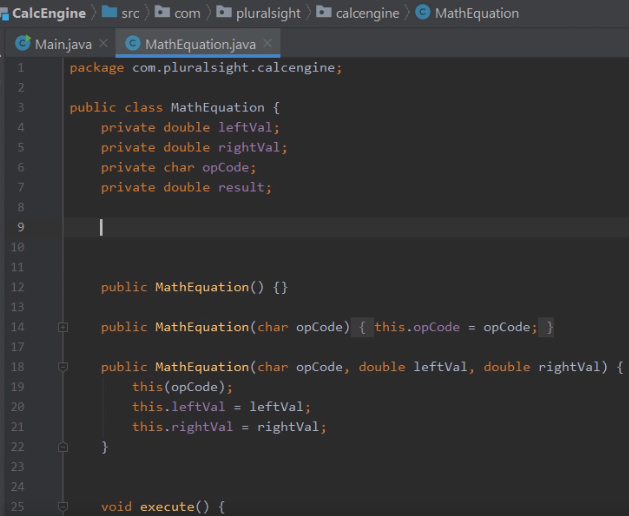 CalcEngine src com pluralsight calcengine MathEquation
Main.java MathEquation.java
1 package com.pluralsight.calcengine;
2
3 public class MathEquation {
4 private double leftVal;
5 private double rightVal;
6 private char opCode;
7 private double result;
8
9
10
11
12 public MathEquation() {}
13
14 public MathEquation(char opCode) { this.opCode = opCode; }
17
18 public MathEquation(char opCode, double leftVal, double rightVal) {
19 this(opCode);
20 this.leftVal = leftVal;
21 this.rightVal = rightVal;
22 }
23
24
25 void execute() {